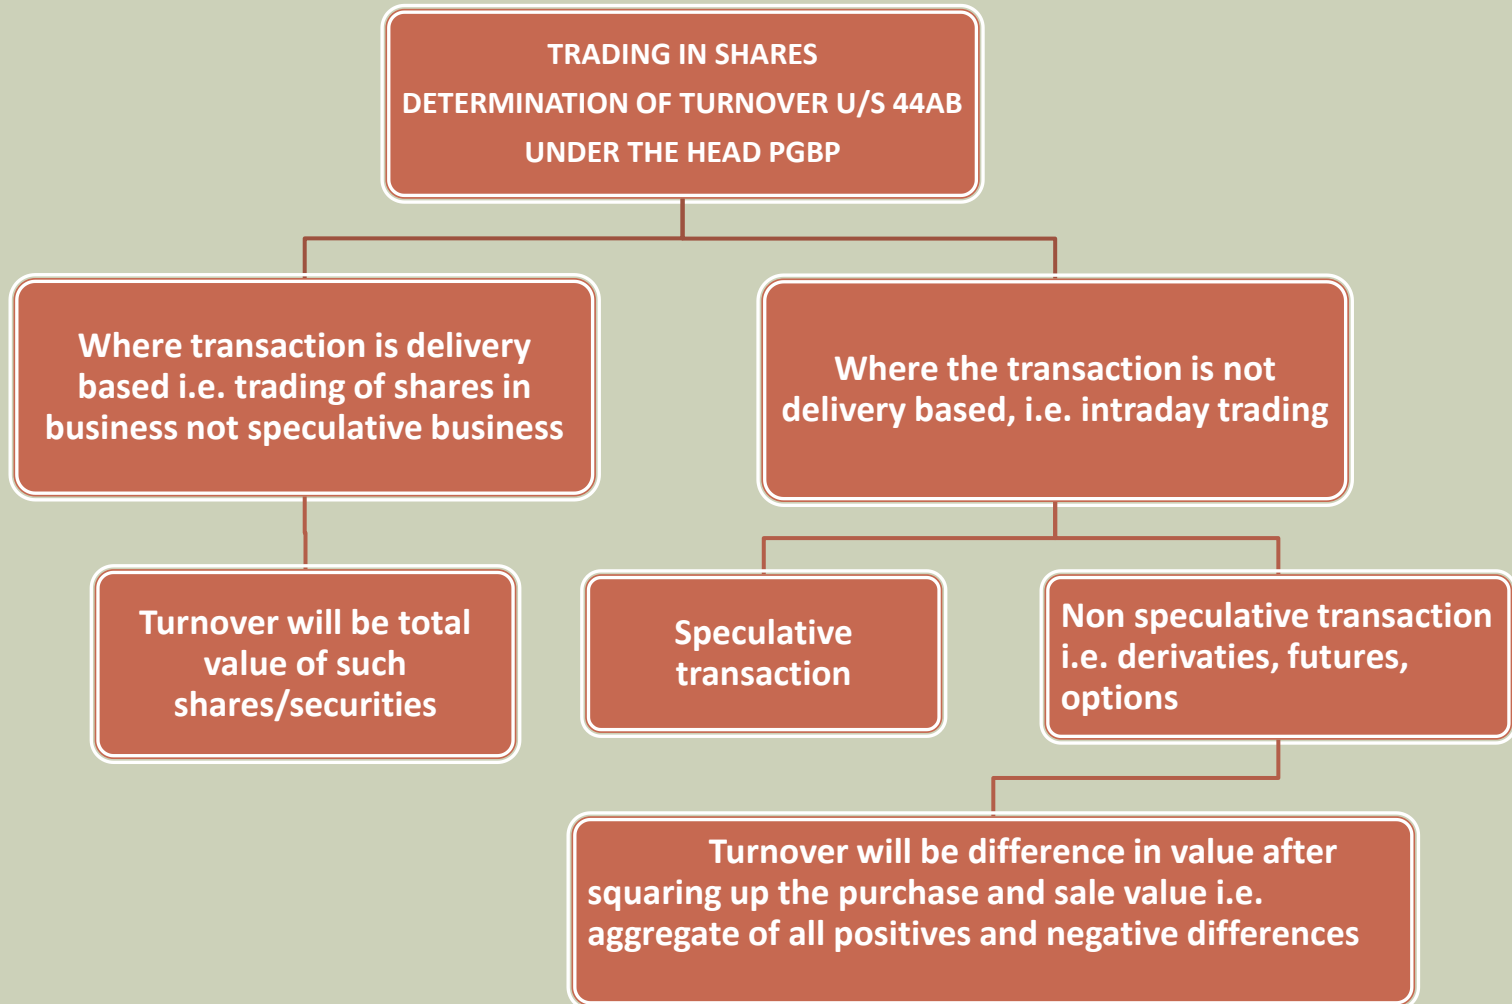 TRADING IN SHARES
DETERMINATION OF TURNOVER U/S 44AB
UNDER THE HEAD PGBP
Where transaction is delivery
based i.e. trading of shares in
business not speculative business
Where the transaction is not
delivery based, i.e. intraday trading
Turnover will be total
value of such
shares/securities
Speculative
transaction
Non speculative transaction
i.e. derivaties, futures,
options
Turnover will be difference in value after
squaring up the purchase and sale value i.e.
aggregate of all positives and negative differences